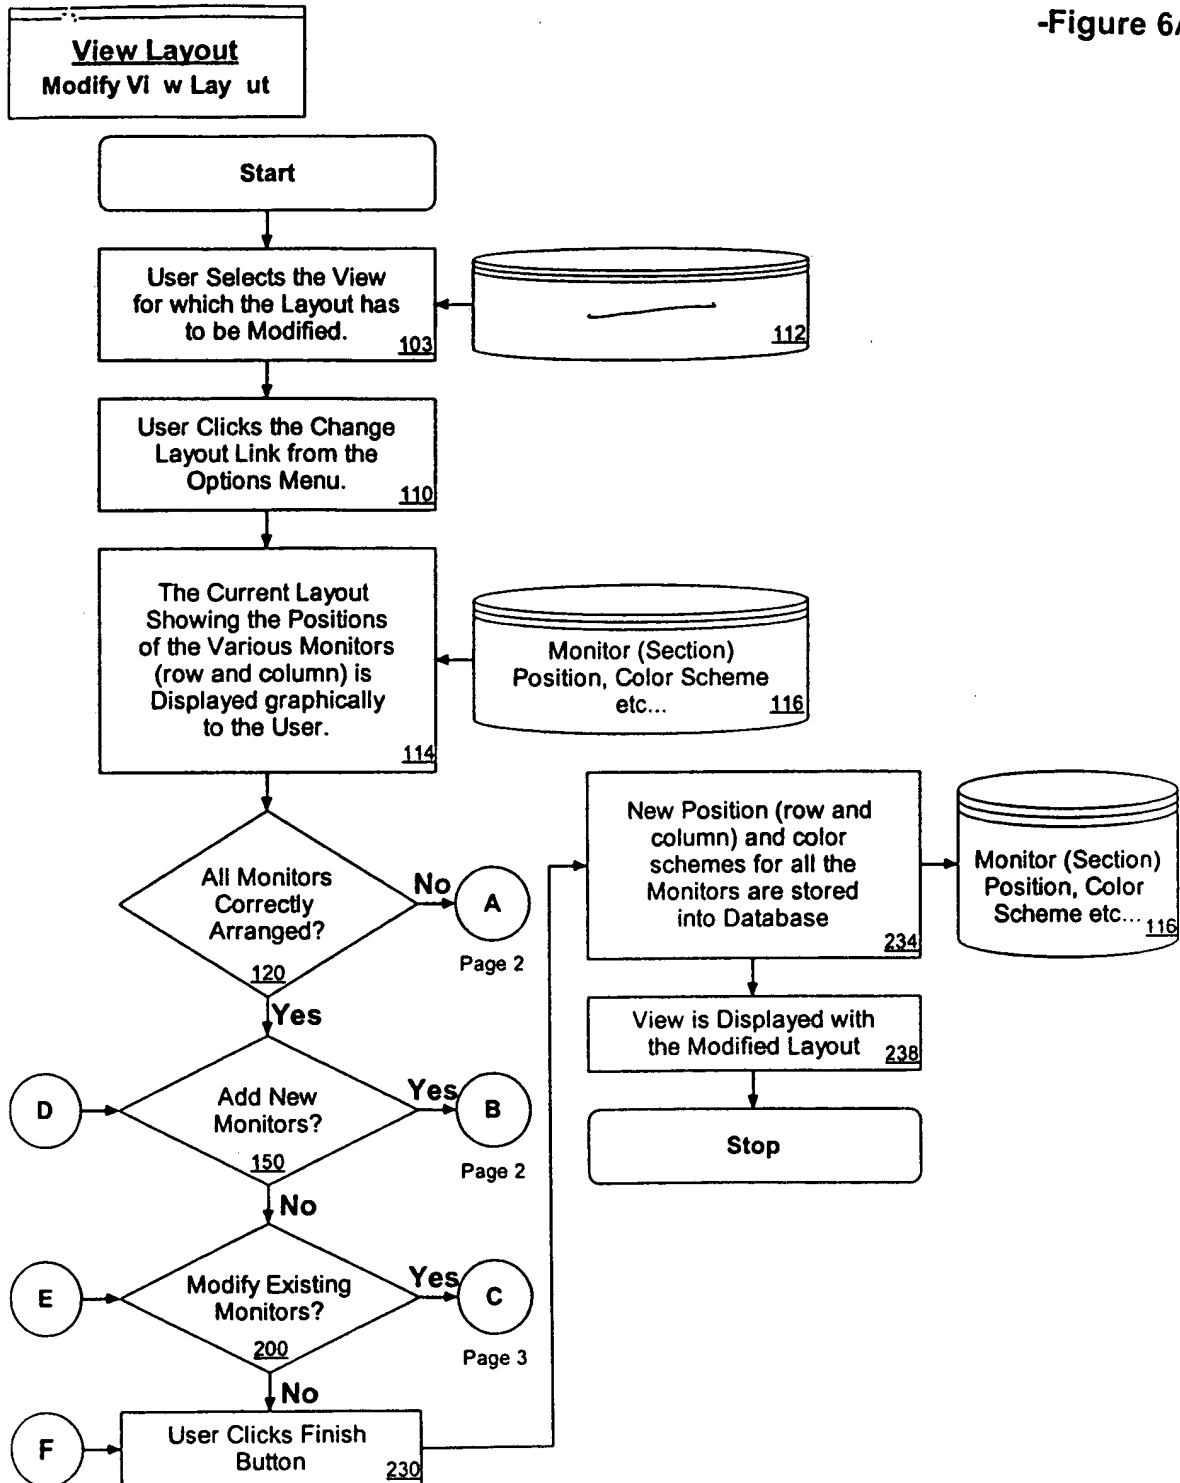 -Figure 6A
View Layout
Modify Vi w Lay ut
Start
User Selects the View
for which the Layout has
to be Modified.
103
112
User Clicks the Change
Layout Link from the
Options Menu.
110
The Current Layout
Showing the Positions
of the Various Monitors
(row and column) is
Displayed graphically
to the User.
114
Monitor (Section)
Position, Color Scheme
etc...
116
All Monitors
Correctly
Arranged?
120
No
A
Page 2
Yes
D
Add New
Monitors?
150
Yes
B
Page 2
No
E
Modify Existing
Monitors?
200
Yes
C
Page 3
No
F
User Clicks Finish
Button
230
New Position (row and
column) and color
schemes for all the
Monitors are stored
into Database
234
Monitor (Section)
Position, Color
Scheme etc...
116
View is Displayed with
the Modified Layout
238
Stop